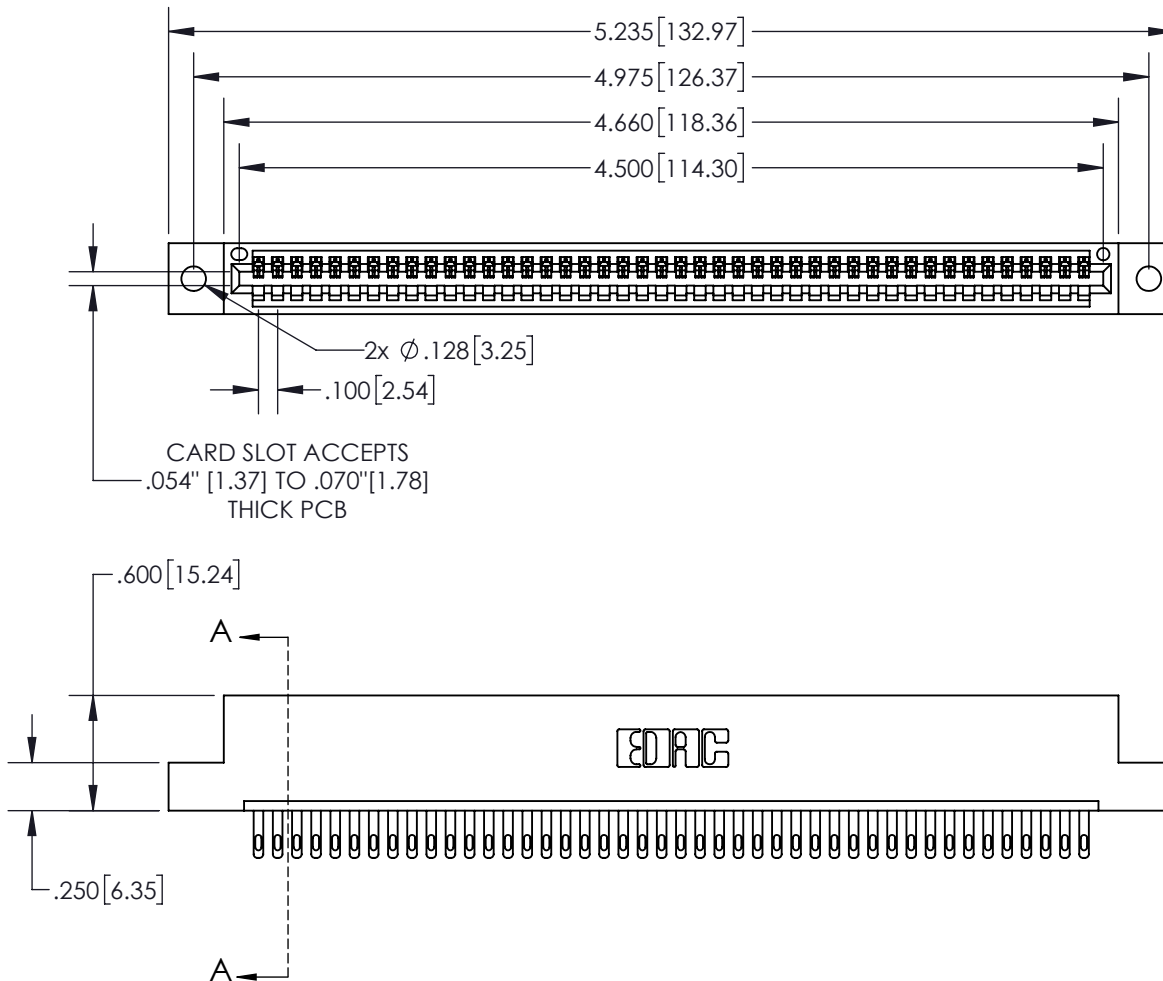 5.235[132.97]
4.975[126.37]
4.660[118.36]
4.500[114.30]
2x Ø.128[3.25]
.100[2.54]
CARD SLOT ACCEPTS
.054" [1.37] TO .070"[1.78]
THICK PCB
.600[15.24]
A
EDAC
.250[6.35]
A